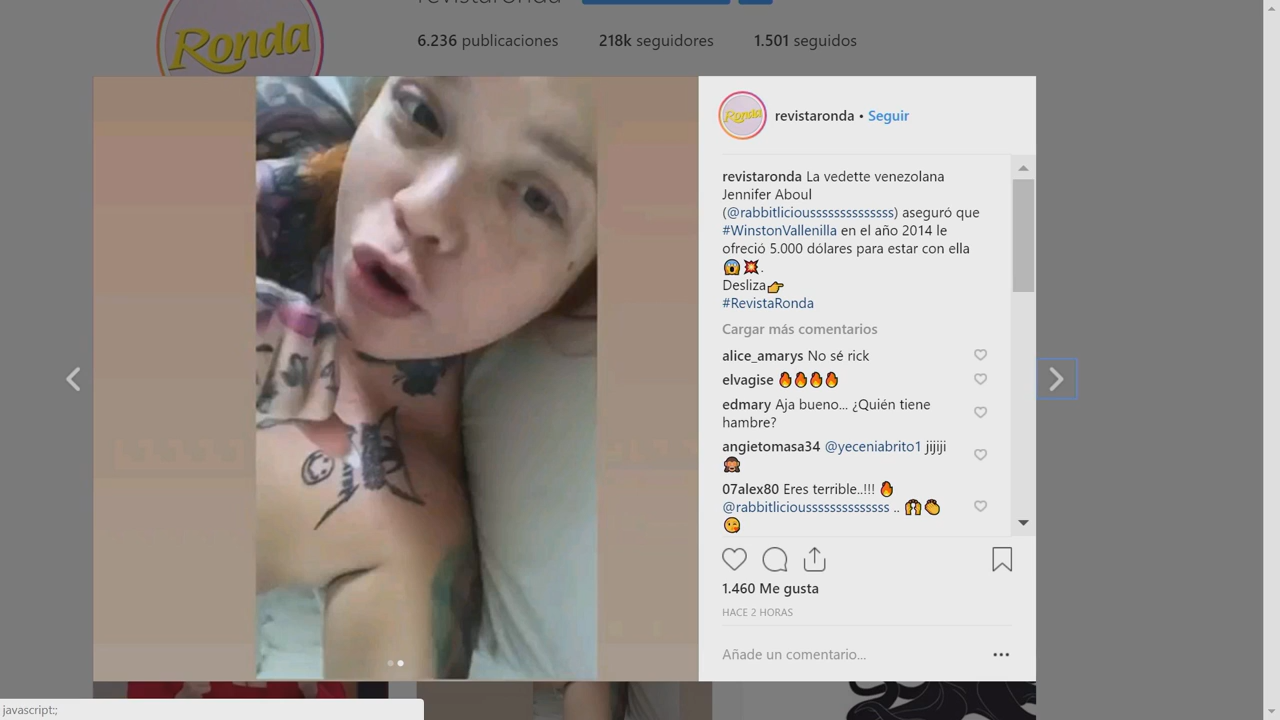 revistaronda
Ronda
6.236 publicaciones 218k seguidores 1.501 seguidos
Ronda
revistaronda • Seguir
revistaronda La vedette venezolana
Jennifer Aboul
(@rabbitlicioussssssssssssss) aseguró que
#WinstonVallenilla en el año 2014 le
ofreció 5.000 dólares para estar con ella
😱💥.
Desliza👉
#RevistaRonda
Cargar más comentarios
alice_amarys No sé rick
elvagise 🔥🔥🔥🔥
edmary Aja bueno... ¿Quién tiene
hambre?
angietomasa34 @yeceniabrito1 jijiji
🙈
07alex80 Eres terrible..!!! 🔥
@rabbitlicioussssssssssssss .. 🙌👏
😘
1.460 Me gusta
HACE 2 HORAS
Añade un comentario...
javascript:;